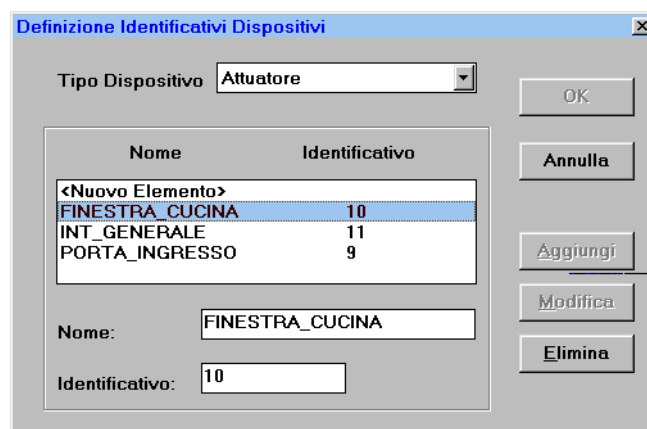 Definizione Identificativi Dispositivi
Tipo Dispositivo Attuatore
OK
Nome Identificativo
Annulla
<Nuovo Elemento>
FINESTRA_CUCINA 10
INT_GENERALE 11
PORTA_INGRESSO 9
Aggiungi
Modifica
Nome: FINESTRA_CUCINA
Elimina
Identificativo: 10